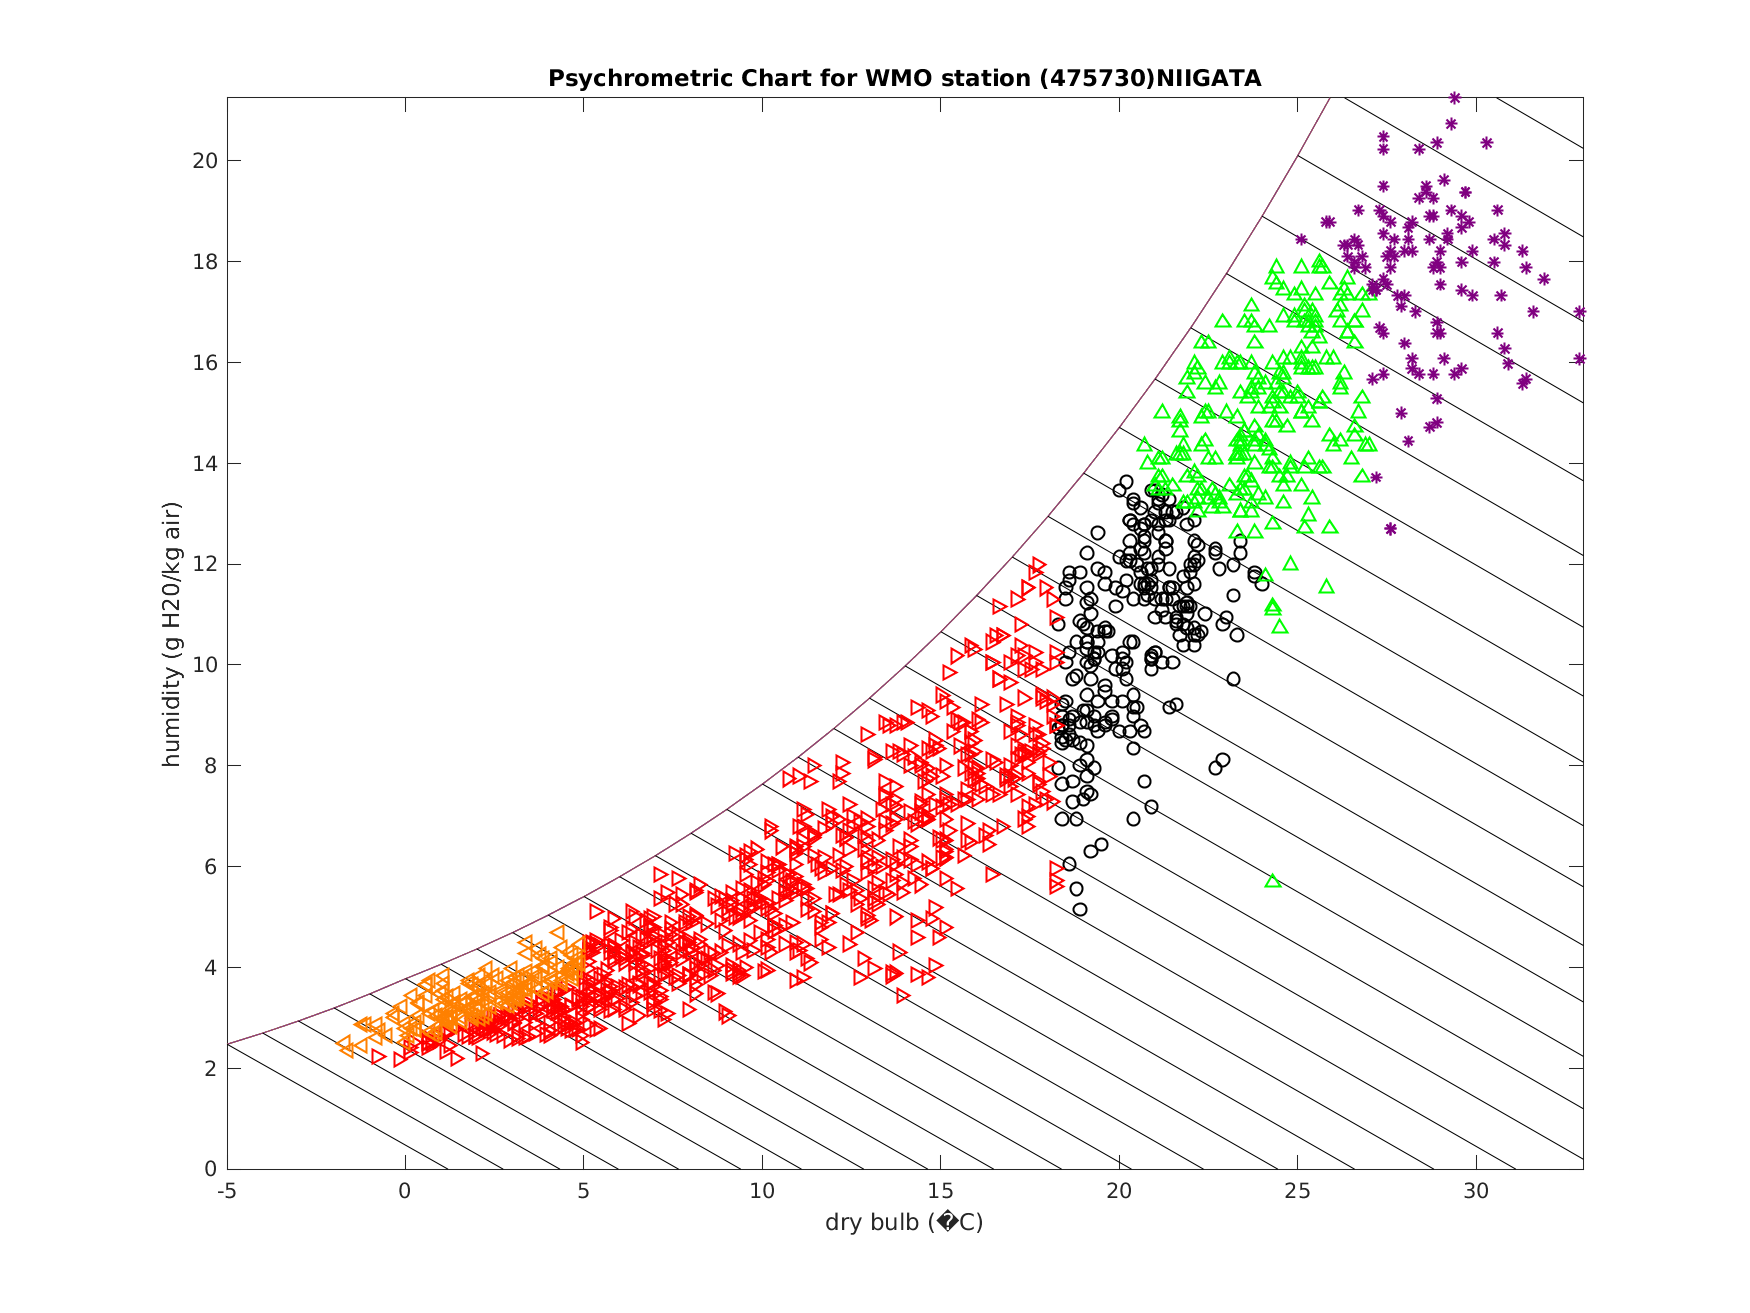 Psychrometric Chart for WMO station (475730)NIIGATA
humidity (g H20/kg air)
20
18
16
14
12
10
8
6
4
2
0
-5 0 5 10 15 20 25 30
dry bulb (�C)